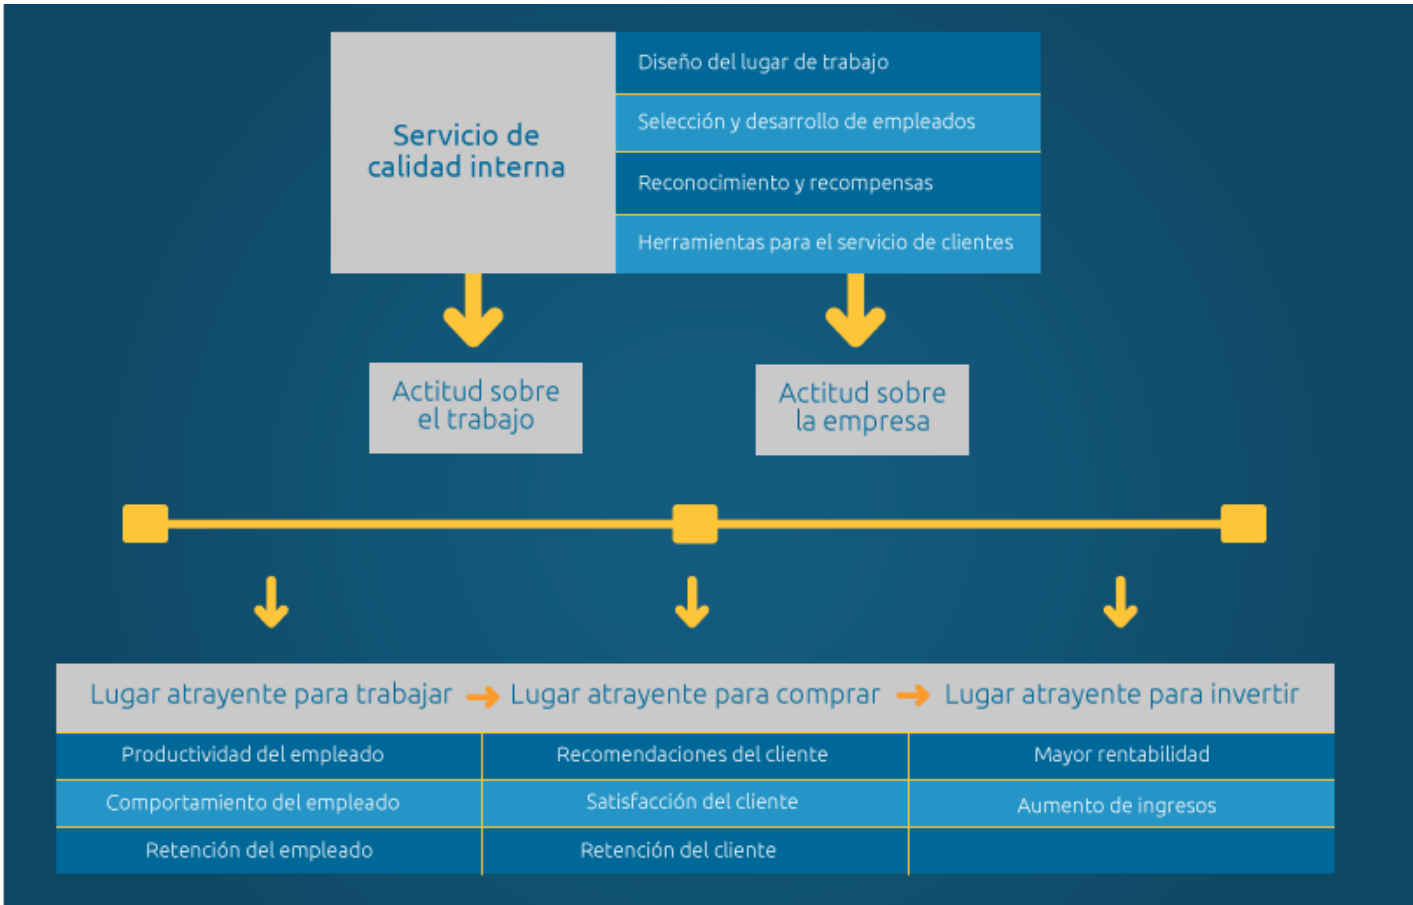 Servicio de
calidad interna
Diseño del lugar de trabajo
Selección y desarrollo de empleados
Reconocimiento y recompensas
Herramientas para el servicio de clientes
Actitud sobre
el trabajo
Actitud sobre
la empresa
Lugar atrayente para trabajar
Lugar atrayente para comprar
Lugar atrayente para invertir
Productividad del empleado
Recomendaciones del cliente
Mayor rentabilidad
Comportamiento del empleado
Satisfacción del cliente
Aumento de ingresos
Retención del empleado
Retención del cliente